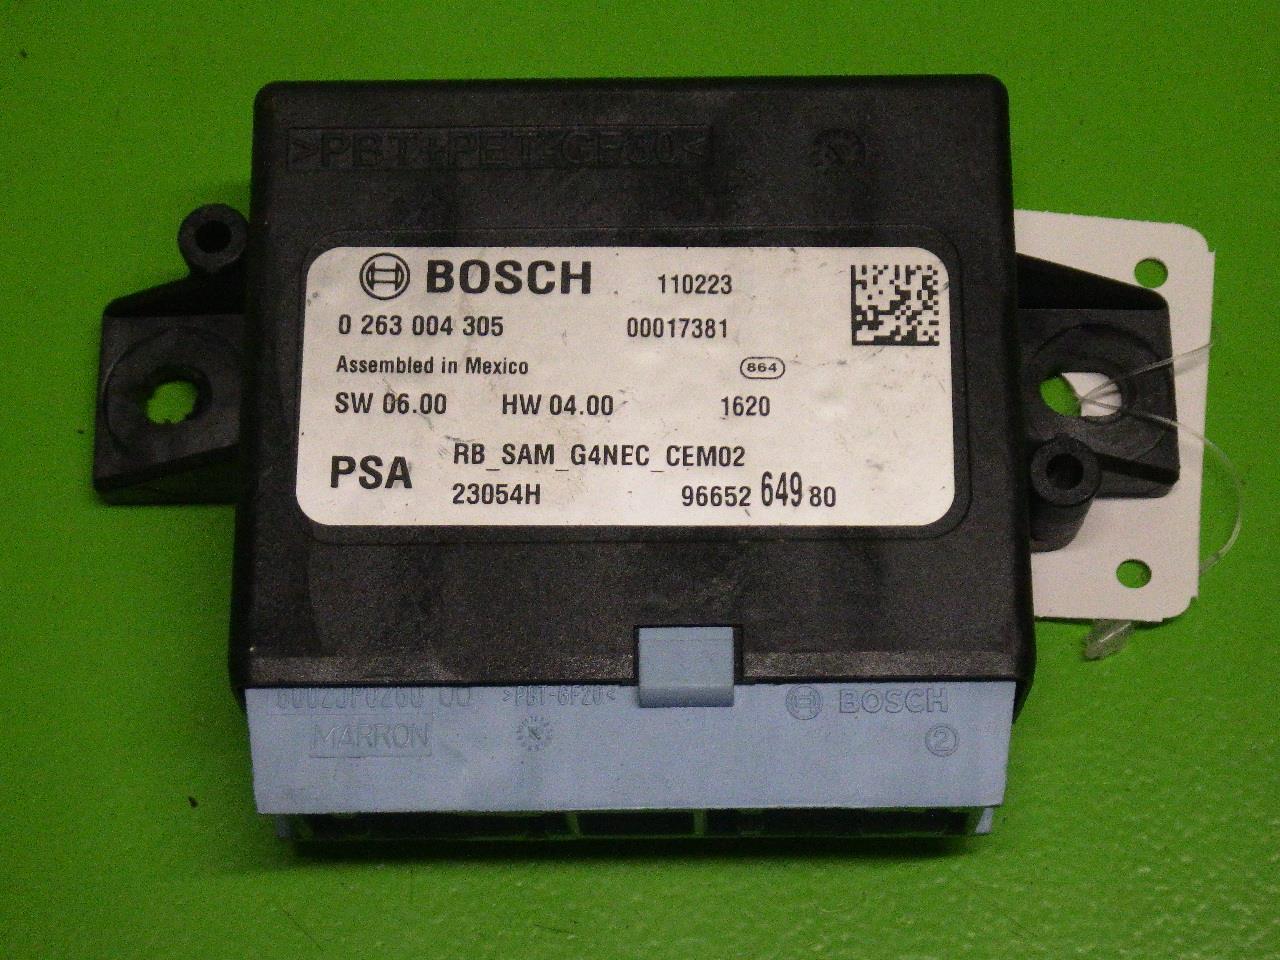 >PBT+PET-GF30<
BOSCH 110223
0 263 004 305 00017381
Assembled in Mexico 864
SW 06.00 HW 04.00 1620
PSA RB_SAM_G4NEC_CEM02
23054H 96652 649 80
>PBT-GF20< BOSCH
MARRON 2